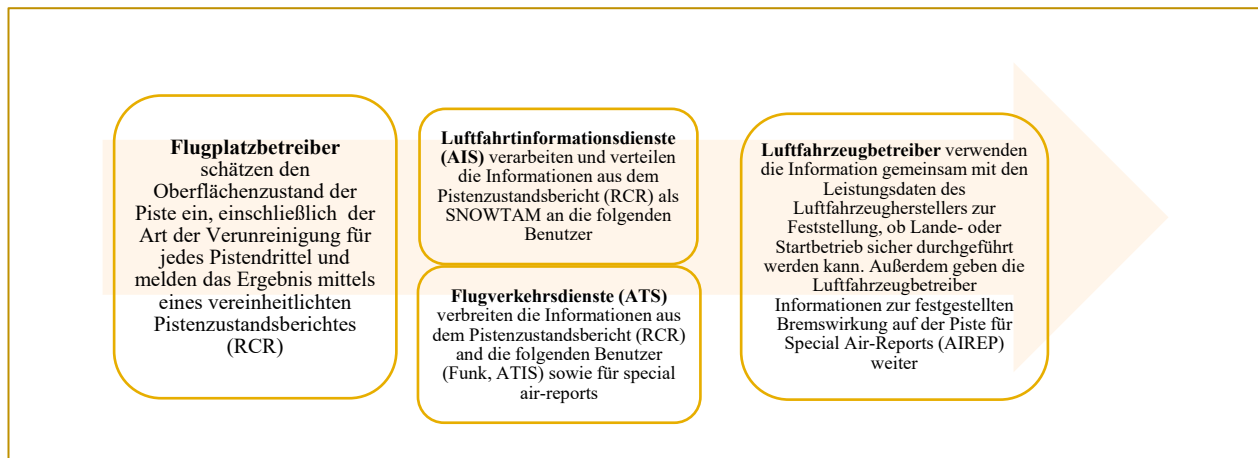 Flugplatzbetreiber
schätzen den
Oberflächenzustand der
Piste ein, einschließlich der
Art der Verunreinigung für
jedes Pistendrittel und
melden das Ergebnis mittels
eines vereinheitlichten
Pistenzustandsberichtes
(RCR)
Luftfahrtinformationsdienste
(AIS) verarbeiten und verteilen
die Informationen aus dem
Pistenzustandsbericht (RCR) als
SNOWTAM an die folgenden
Benutzer
Flugverkehrsdienste (ATS)
verbreiten die Informationen aus
dem Pistenzustandsbericht (RCR)
and die folgenden Benutzer
(Funk, ATIS) sowie für special
air-reports
Luftfahrzeugbetreiber verwenden
die Information gemeinsam mit den
Leistungsdaten des
Luftfahrzeugherstellers zur
Feststellung, ob Lande- oder
Startbetrieb sicher durchgeführt
werden kann. Außerdem geben die
Luftfahrzeugbetreiber
Informationen zur festgestellten
Bremswirkung auf der Piste für
Special Air-Reports (AIREP)
weiter